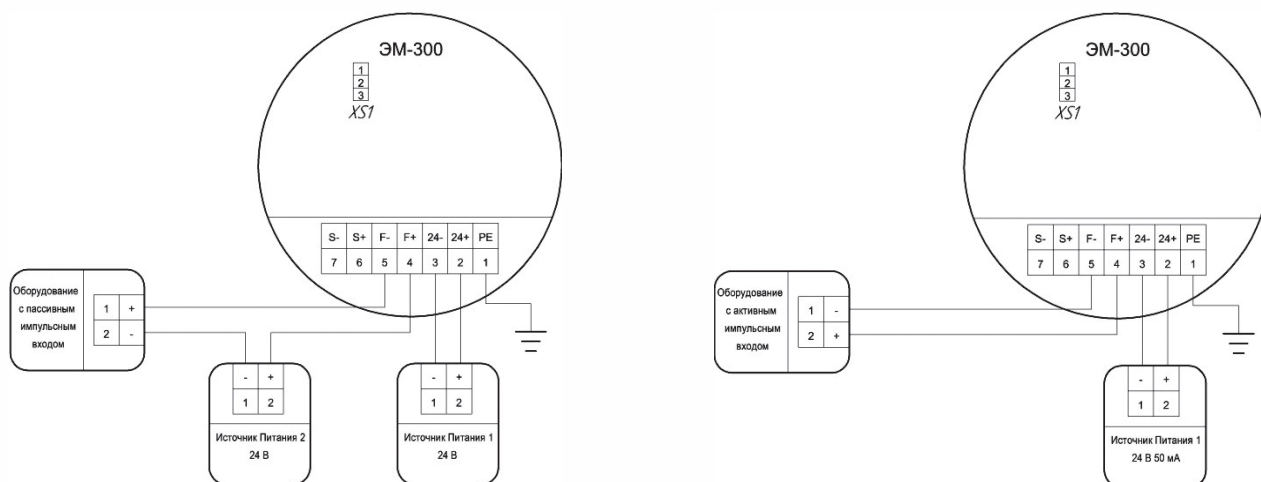 ЭМ-300
1
2
3
XS1
S- S+ F- F+ 24- 24+ PE
7 6 5 4 3 2 1
Оборудование
с пассивным
импульсным
входом
1 +
2 -
- +
1 2
Источник Питания 2
24 В
- +
1 2
Источник Питания 1
24 В
ЭМ-300
1
2
3
XS1
S- S+ F- F+ 24- 24+ PE
7 6 5 4 3 2 1
Оборудование
с активным
импульсным
входом
1 -
2 +
- +
1 2
Источник Питания 1
24 В 50 мА